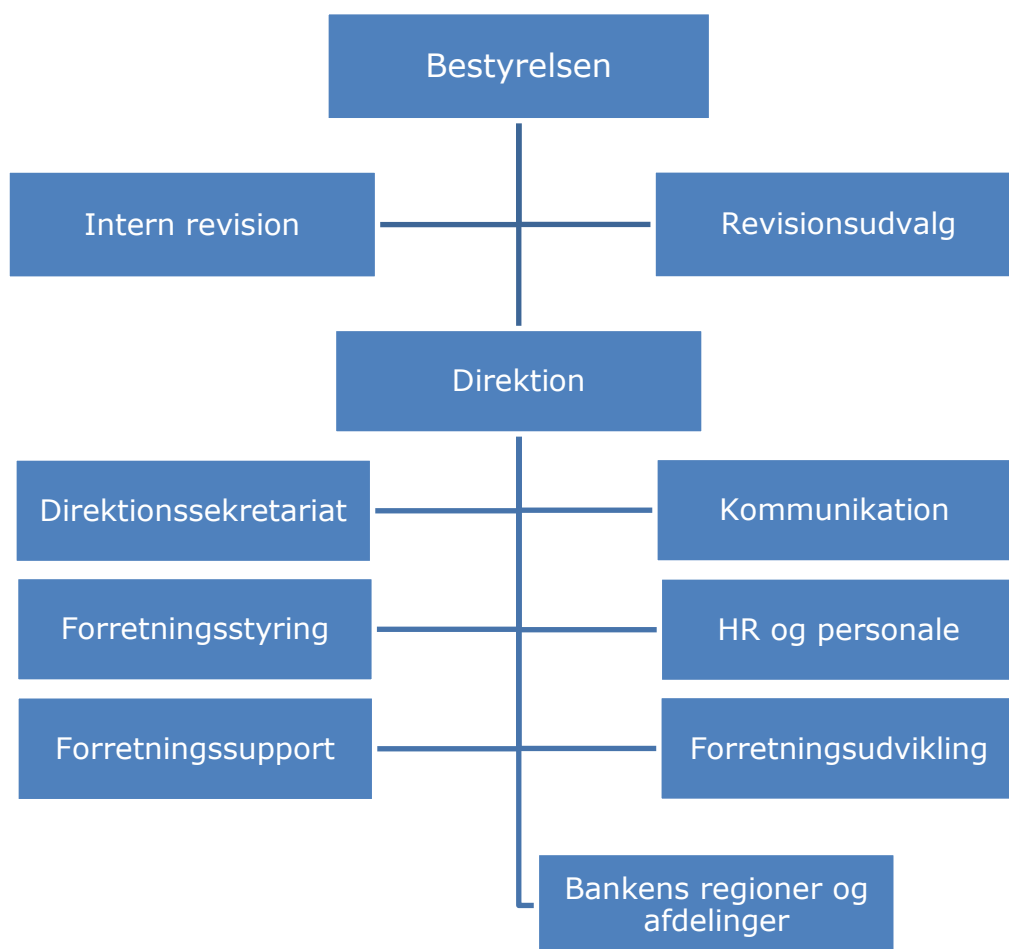 Bestyrelsen
Intern revision
Revisionsudvalg
Direktion
Direktionssekretariat
Kommunikation
Forretningsstyring
HR og personale
Forretningssupport
Forretningsudvikling
Bankens regioner og
afdelinger